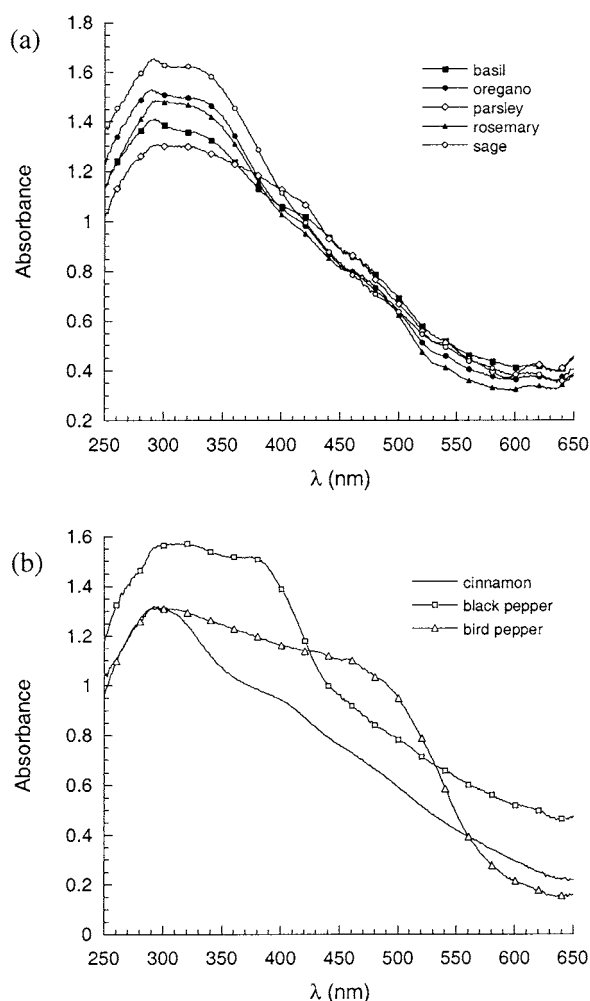 (a)
1.8
1.6
1.4
1.2
1
0.8
0.6
0.4
0.2
Absorbance
basil
oregano
parsley
rosemary
sage
250 300 350 400 450 500 550 600 650
λ (nm)
(b)
1.6
1.4
1.2
1
0.8
0.6
0.4
0.2
0
Absorbance
cinnamon
black pepper
bird pepper
250 300 350 400 450 500 550 600 650
λ (nm)